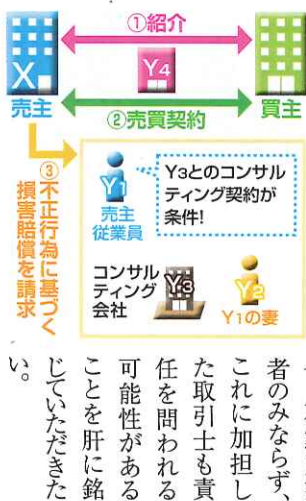 ①紹介
X
売主
Y4
買主
②売買契約
③不正行為に基づく
損害賠償を請求
Y1
売主
従業員
Y3とのコンサル
ティング契約が
条件!
コンサル
ティング
会社
Y3
Y2
Y1の妻
者のみならず、
これに加担し
た取引士も責
任を問われる
可能性がある
ことを肝に銘
じていただきた
い。